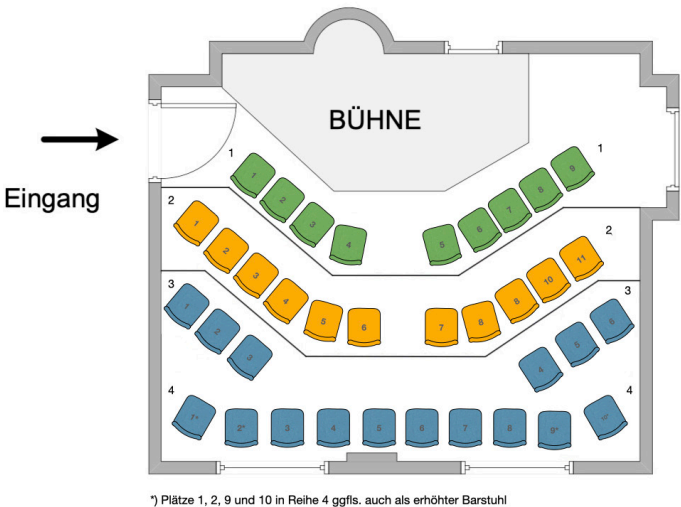 BÜHNE
Eingang
1
1
1 2 3 4 5 6 7 8 9
2
2
1 2 3 4 5 6 7 8 8 10 11
3
3
1 2 3 4 5 6
4
4
1* 2* 3 4 5 6 7 8 9* 10*
*) Plätze 1, 2, 9 und 10 in Reihe 4 ggfls. auch als erhöhter Barstuhl